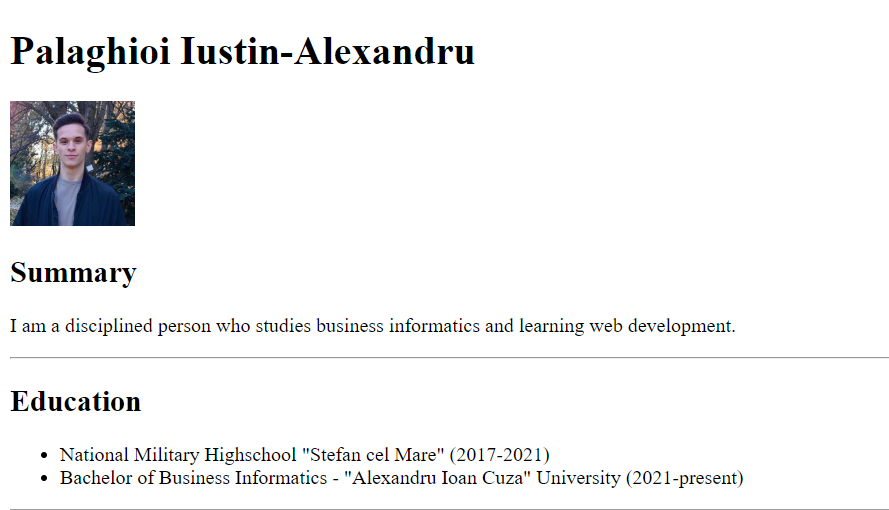 Palaghioi Iustin-Alexandru
Summary
I am a disciplined person who studies business informatics and learning web development.
Education
National Military Highschool "Stefan cel Mare" (2017-2021)
Bachelor of Business Informatics - "Alexandru Ioan Cuza" University (2021-present)